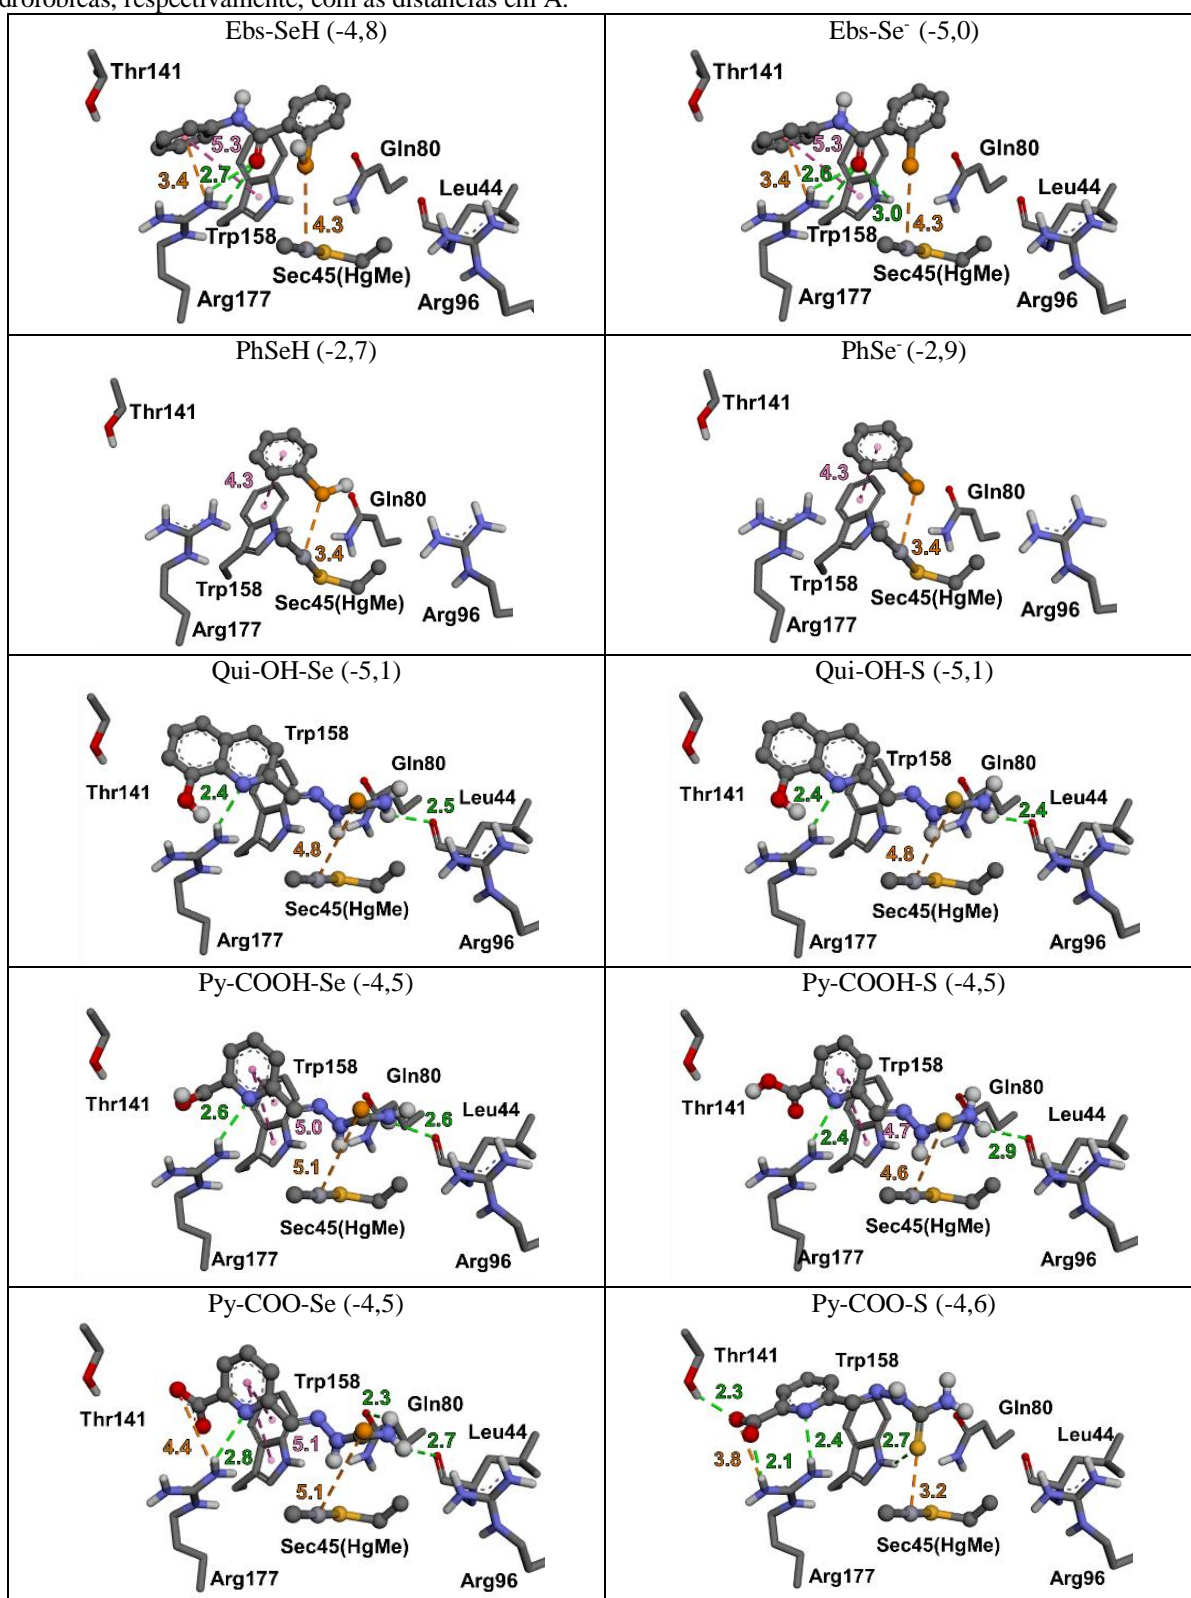 drofóbicas, respectivamente, com as distâncias em Å.
Ebs-SeH (-4,8)
Thr141
5.3
2.7
3.4
Gln80
Leu44
Trp158
4.3
Sec45(HgMe)
Arg177
Arg96
Ebs-Se⁻ (-5,0)
Thr141
5.3
2.6
3.4
Gln80
Leu44
3.0
Trp158
4.3
Sec45(HgMe)
Arg177
Arg96
PhSeH (-2,7)
Thr141
4.3
Gln80
3.4
Trp158
Sec45(HgMe)
Arg96
Arg177
PhSe⁻ (-2,9)
Thr141
4.3
Gln80
3.4
Trp158
Sec45(HgMe)
Arg96
Arg177
Qui-OH-Se (-5,1)
Trp158
Gln80
Thr141
2.4
2.5
Leu44
4.8
Sec45(HgMe)
Arg177
Arg96
Qui-OH-S (-5,1)
Trp158
Gln80
Thr141
2.4
2.4
Leu44
4.8
Sec45(HgMe)
Arg177
Arg96
Py-COOH-Se (-4,5)
Trp158
Gln80
Thr141
2.6
5.0
2.6
Leu44
5.1
Sec45(HgMe)
Arg177
Arg96
Py-COOH-S (-4,5)
Trp158
Gln80
Thr141
2.4
4.7
Leu44
4.6
2.9
Sec45(HgMe)
Arg177
Arg96
Py-COO-Se (-4,5)
Trp158
2.3
Gln80
Thr141
4.4
2.8
5.1
2.7
Leu44
5.1
Sec45(HgMe)
Arg177
Arg96
Py-COO-S (-4,6)
Thr141
Trp158
2.3
Gln80
3.8
2.1
2.4
2.7
Leu44
3.2
Sec45(HgMe)
Arg177
Arg96